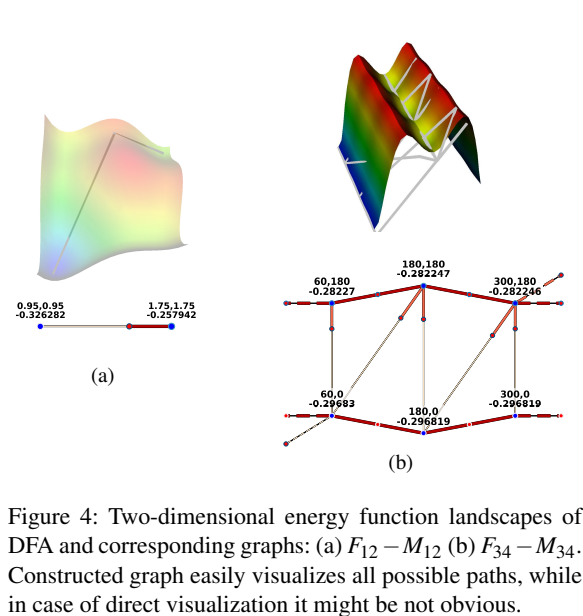 0.95,0.95
-0.326282
1.75,1.75
-0.257942
(a)
60,180
-0.28227
180,180
-0.282247
300,180
-0.282246
60,0
-0.29683
180,0
-0.296819
300,0
-0.296819
(b)
Figure 4: Two-dimensional energy function landscapes of
DFA and corresponding graphs: (a) F12 − M12 (b) F34 − M34.
Constructed graph easily visualizes all possible paths, while
in case of direct visualization it might be not obvious.